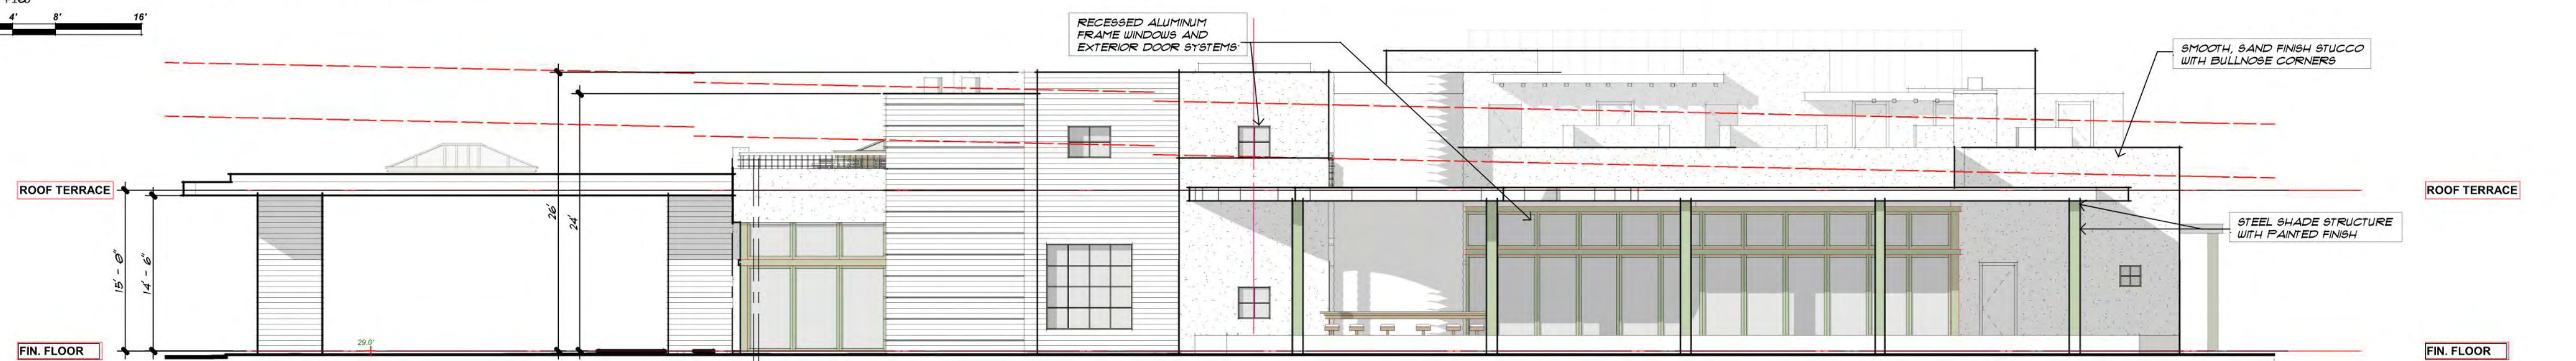 4' 8' 16'
RECESSED ALUMINUM
FRAME WINDOWS AND
EXTERIOR DOOR SYSTEMS
SMOOTH, SAND FINISH STUCCO
WITH BULLNOSE CORNERS
ROOF TERRACE
ROOF TERRACE
26'
24'
15' - 0"
14' - 6"
STEEL SHADE STRUCTURE
WITH PAINTED FINISH
29.0'
FIN. FLOOR
FIN. FLOOR